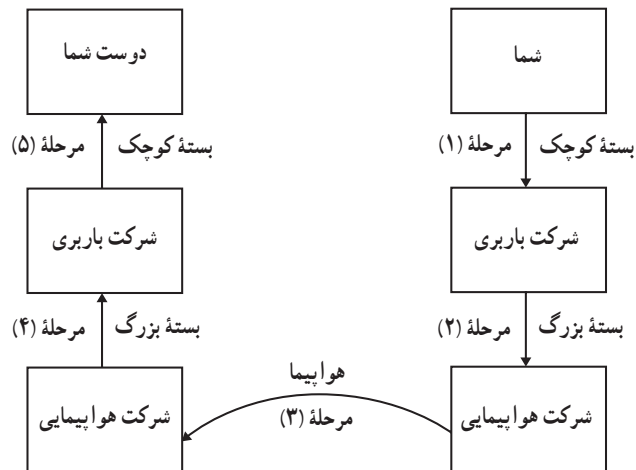 شما
بستهٔ کوچک مرحلهٔ (۱)
شرکت باربری
بستهٔ بزرگ مرحلهٔ (۲)
شرکت هواپیمایی
هواپیما
مرحلهٔ (۳)
شرکت هواپیمایی
بستهٔ بزرگ مرحلهٔ (۴)
شرکت باربری
بستهٔ کوچک مرحلهٔ (۵)
دوست شما